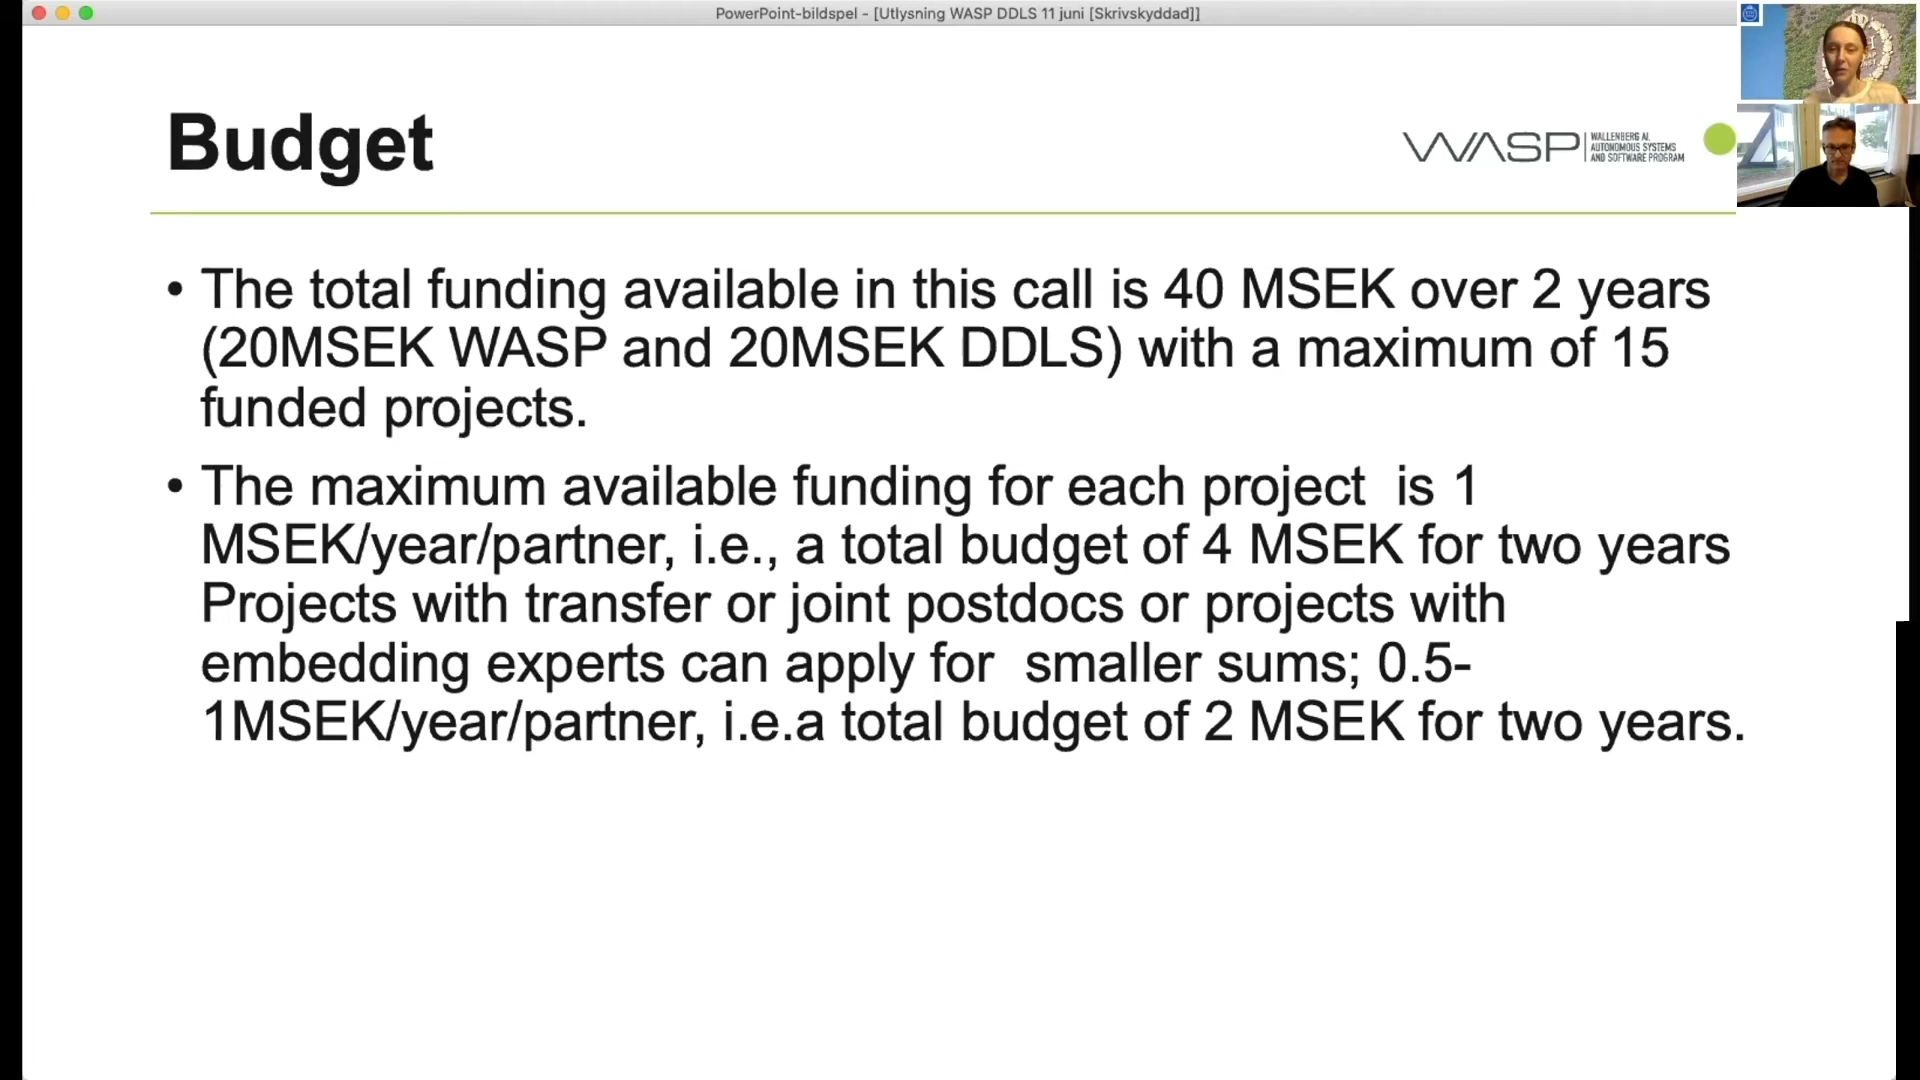 PowerPoint-bildspel - [Utlysning WASP DDLS 11 juni [Skrivskyddad]]
Budget
WASP
WALLENBERG AI,
AUTONOMOUS SYSTEMS
AND SOFTWARE PROGRAM
• The total funding available in this call is 40 MSEK over 2 years
(20MSEK WASP and 20MSEK DDLS) with a maximum of 15
funded projects.
• The maximum available funding for each project  is 1
MSEK/year/partner, i.e., a total budget of 4 MSEK for two years
Projects with transfer or joint postdocs or projects with
embedding experts can apply for  smaller sums; 0.5-
1MSEK/year/partner, i.e.a total budget of 2 MSEK for two years.